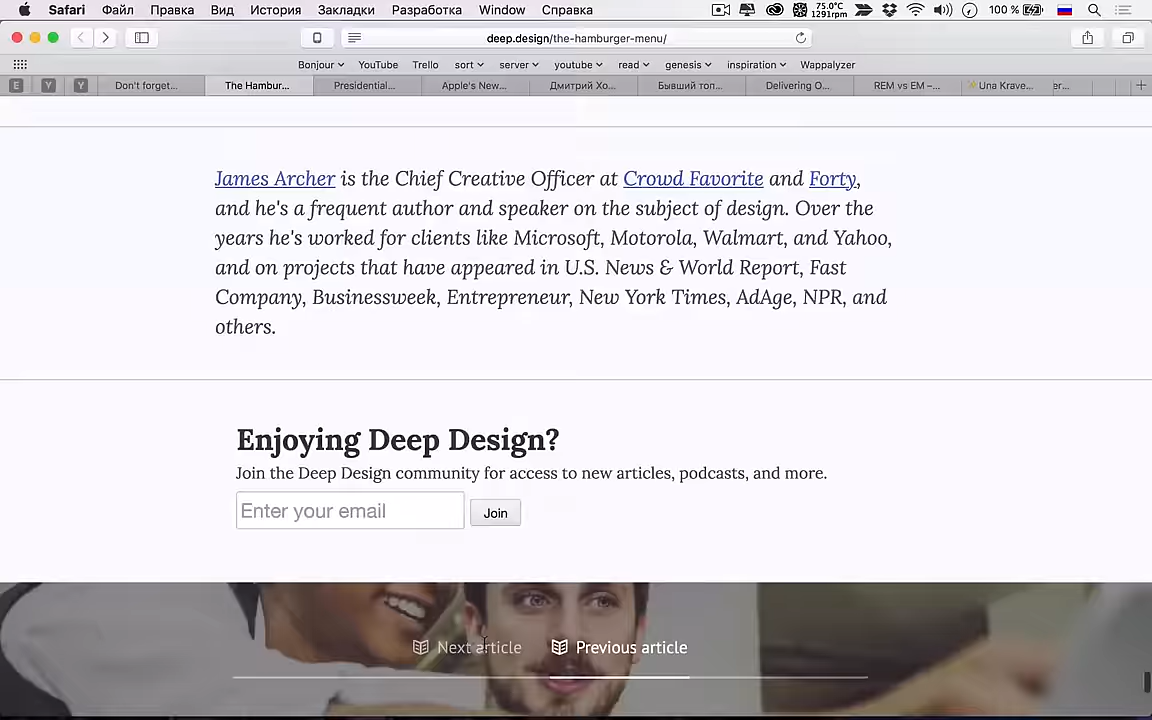 Safari Файл Правка Вид История Закладки Разработка Window Справка 75.0°C 1291rpm 100 %
deep.design/the-hamburger-menu/
Bonjour YouTube Trello sort server youtube read genesis inspiration Wappalyzer
E Y Y Don't forget... The Hambur... Presidential... Apple's New... Дмитрий Хо... Бывший топ... Delivering O... REM vs EM –... Una Krave... er...
James Archer is the Chief Creative Officer at Crowd Favorite and Forty,
and he's a frequent author and speaker on the subject of design. Over the
years he's worked for clients like Microsoft, Motorola, Walmart, and Yahoo,
and on projects that have appeared in U.S. News & World Report, Fast
Company, Businessweek, Entrepreneur, New York Times, AdAge, NPR, and
others.
Enjoying Deep Design?
Join the Deep Design community for access to new articles, podcasts, and more.
Enter your email Join
Next article Previous article